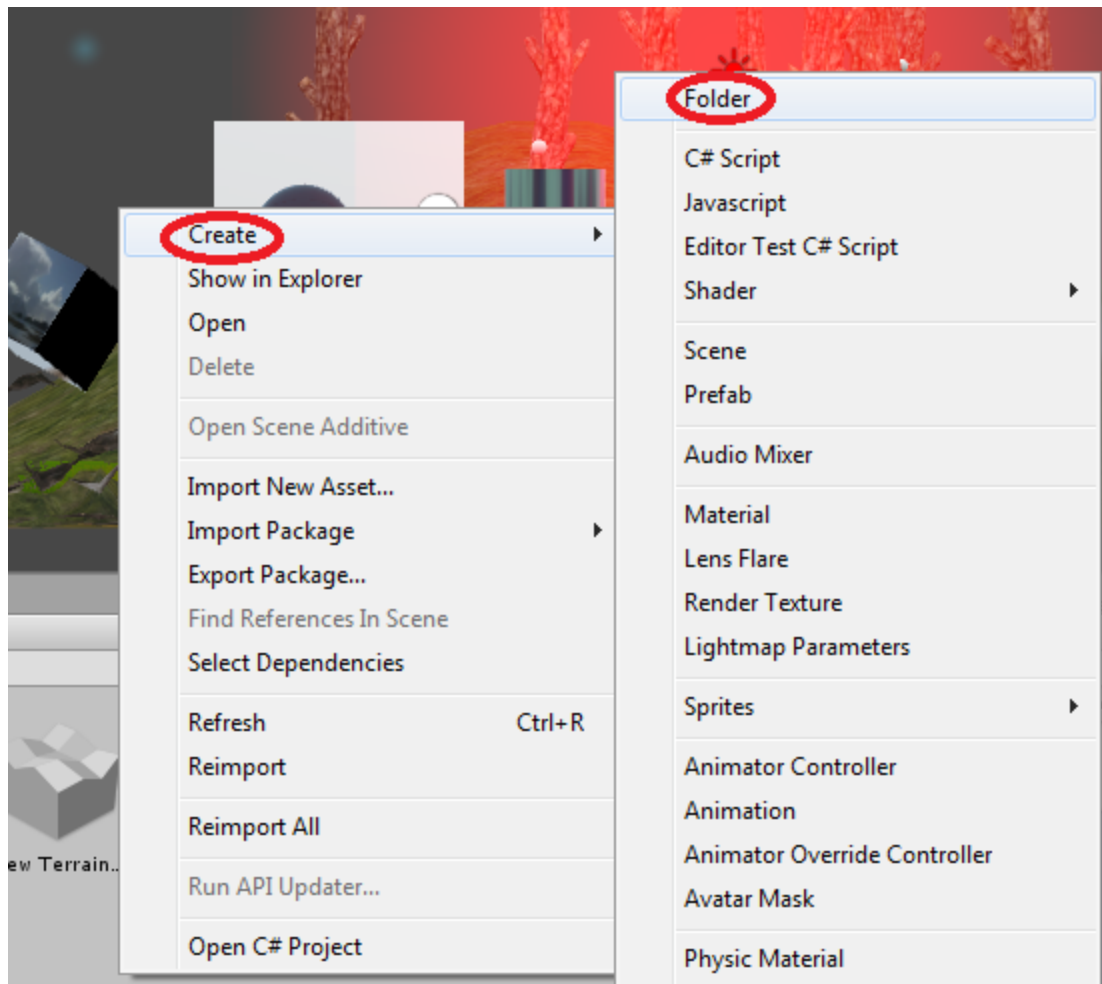 Create
Show in Explorer
Open
Delete
Open Scene Additive
Import New Asset...
Import Package
Export Package...
Find References In Scene
Select Dependencies
Refresh Ctrl+R
Reimport
Reimport All
Run API Updater...
Open C# Project
Folder
C# Script
Javascript
Editor Test C# Script
Shader
Scene
Prefab
Audio Mixer
Material
Lens Flare
Render Texture
Lightmap Parameters
Sprites
Animator Controller
Animation
Animator Override Controller
Avatar Mask
Physic Material
ew Terrain...